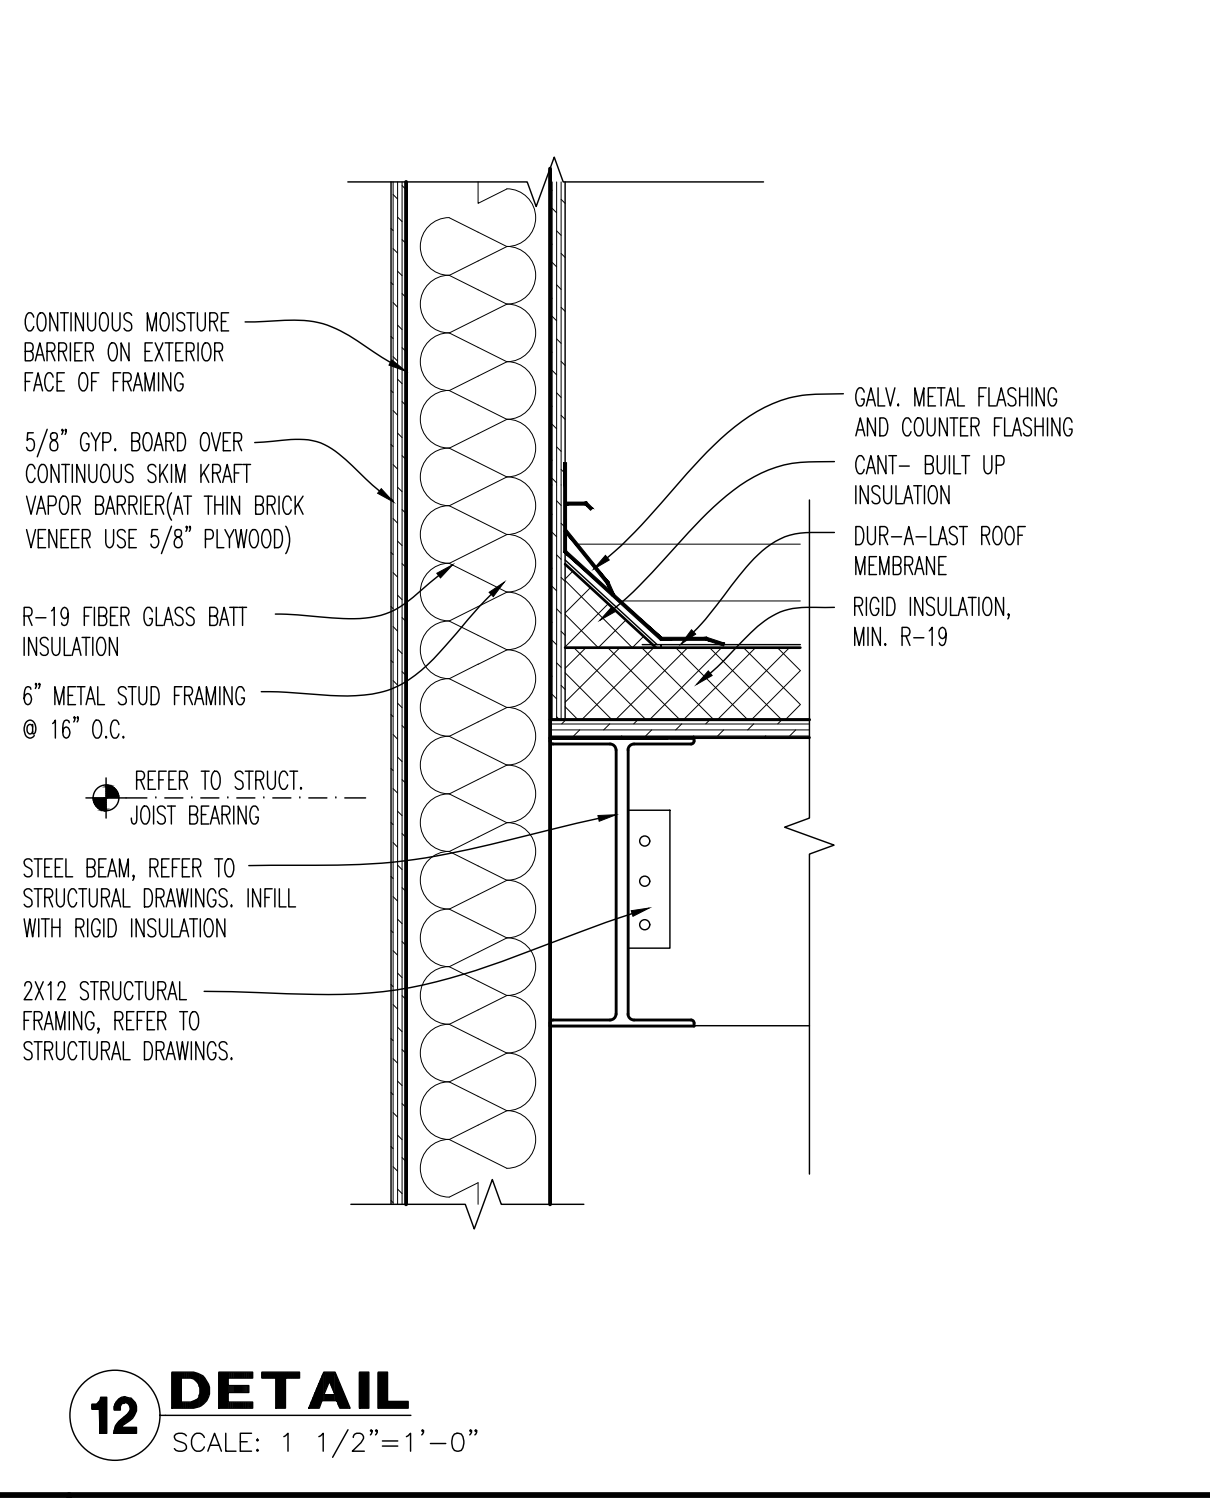 CONTINUOUS MOISTURE
BARRIER ON EXTERIOR
FACE OF FRAMING
5/8" GYP. BOARD OVER
CONTINUOUS SKIM KRAFT
VAPOR BARRIER(AT THIN BRICK
VENEER USE 5/8" PLYWOOD)
R-19 FIBER GLASS BATT
INSULATION
6" METAL STUD FRAMING
@ 16" O.C.
REFER TO STRUCT.
JOIST BEARING
STEEL BEAM, REFER TO
STRUCTURAL DRAWINGS. INFILL
WITH RIGID INSULATION
2X12 STRUCTURAL
FRAMING, REFER TO
STRUCTURAL DRAWINGS.
GALV. METAL FLASHING
AND COUNTER FLASHING
CANT- BUILT UP
INSULATION
DUR-A-LAST ROOF
MEMBRANE
RIGID INSULATION,
MIN. R-19
12
DETAIL
SCALE: 1 1/2"=1'-0"